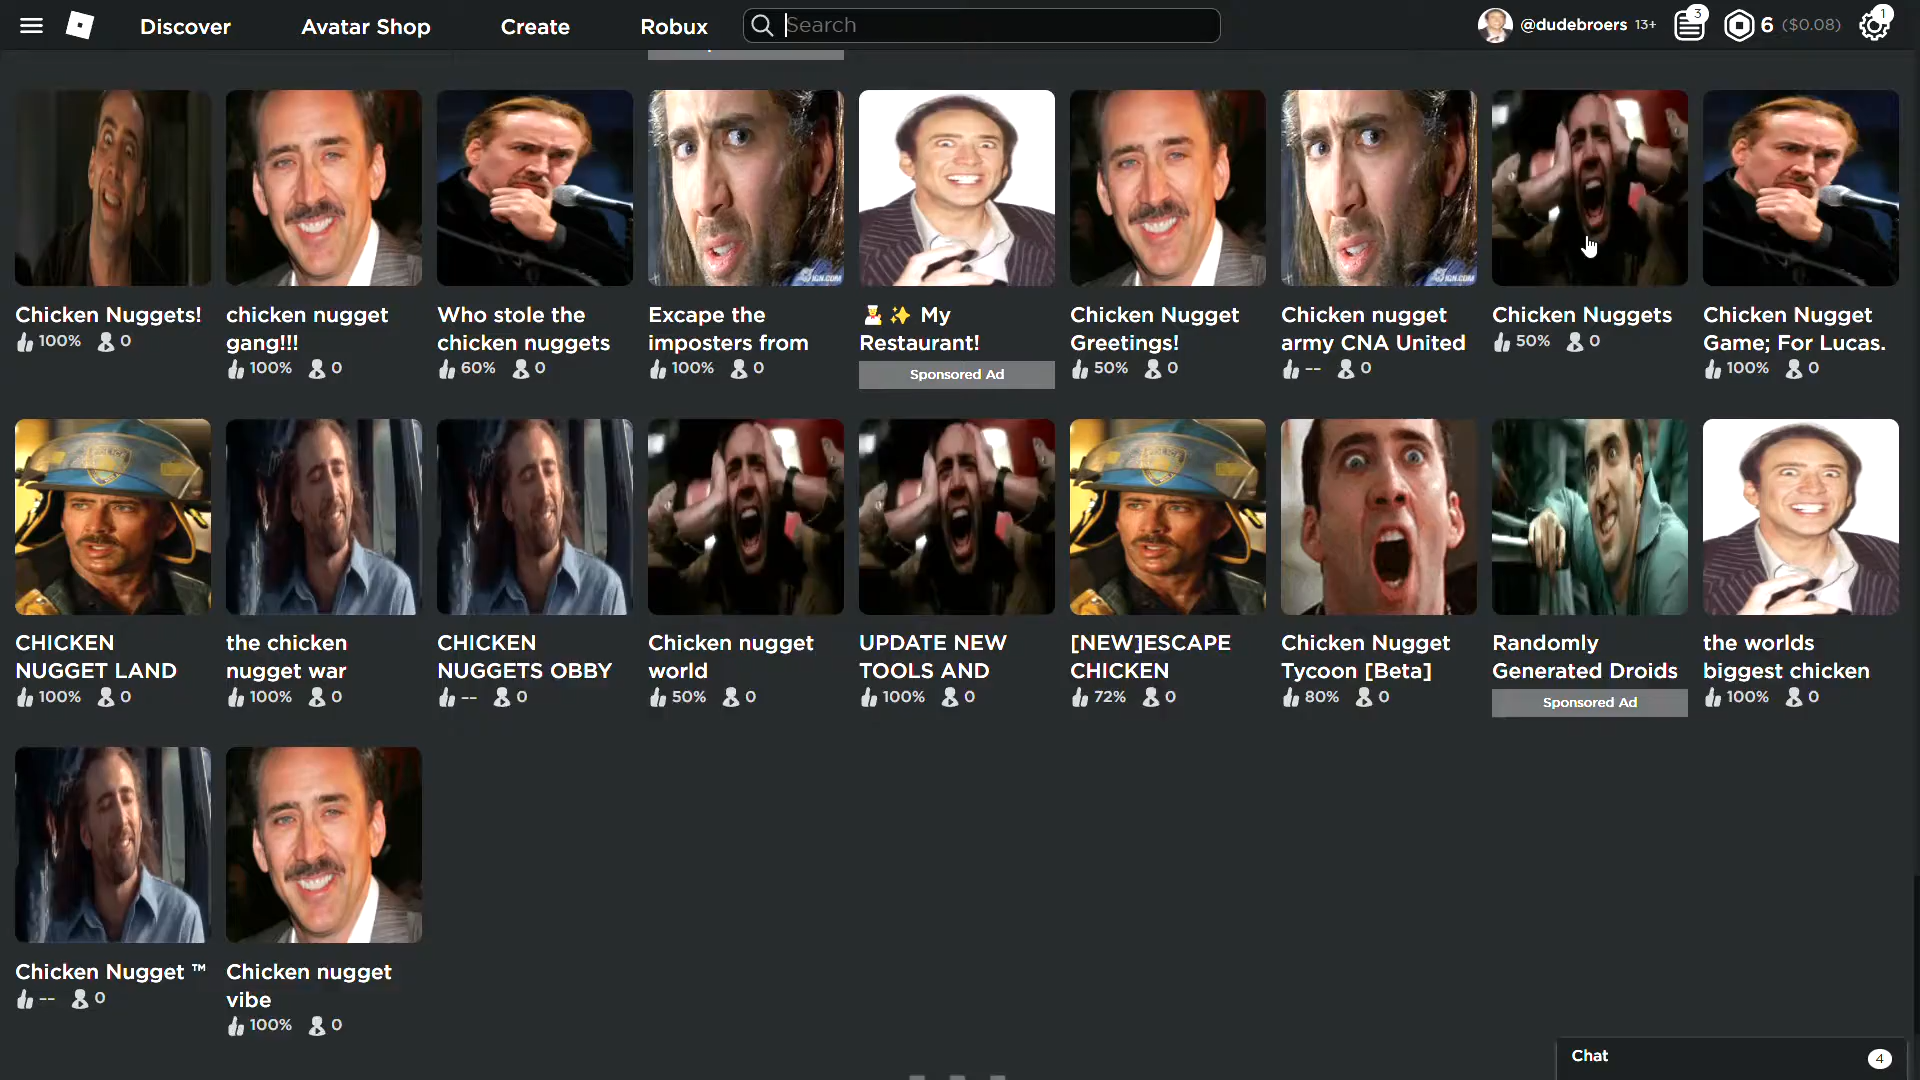 Discover
Avatar Shop
Create
Robux
Search
@dudebroers 13+
3
6 ($0.08)
1
IGN.COM
IGN.COM
Chicken Nuggets!
100% 0
chicken nugget
gang!!!
100% 0
Who stole the
chicken nuggets
60% 0
Excape the
imposters from
100% 0
👨‍🍳✨ My
Restaurant!
Sponsored Ad
Chicken Nugget
Greetings!
50% 0
Chicken nugget
army CNA United
-- 0
Chicken Nuggets
50% 0
Chicken Nugget
Game; For Lucas.
100% 0
CHICKEN
NUGGET LAND
100% 0
the chicken
nugget war
100% 0
CHICKEN
NUGGETS OBBY
-- 0
Chicken nugget
world
50% 0
UPDATE NEW
TOOLS AND
100% 0
[NEW]ESCAPE
CHICKEN
72% 0
Chicken Nugget
Tycoon [Beta]
80% 0
Randomly
Generated Droids
Sponsored Ad
the worlds
biggest chicken
100% 0
Chicken Nugget ™
-- 0
Chicken nugget
vibe
100% 0
Chat
4